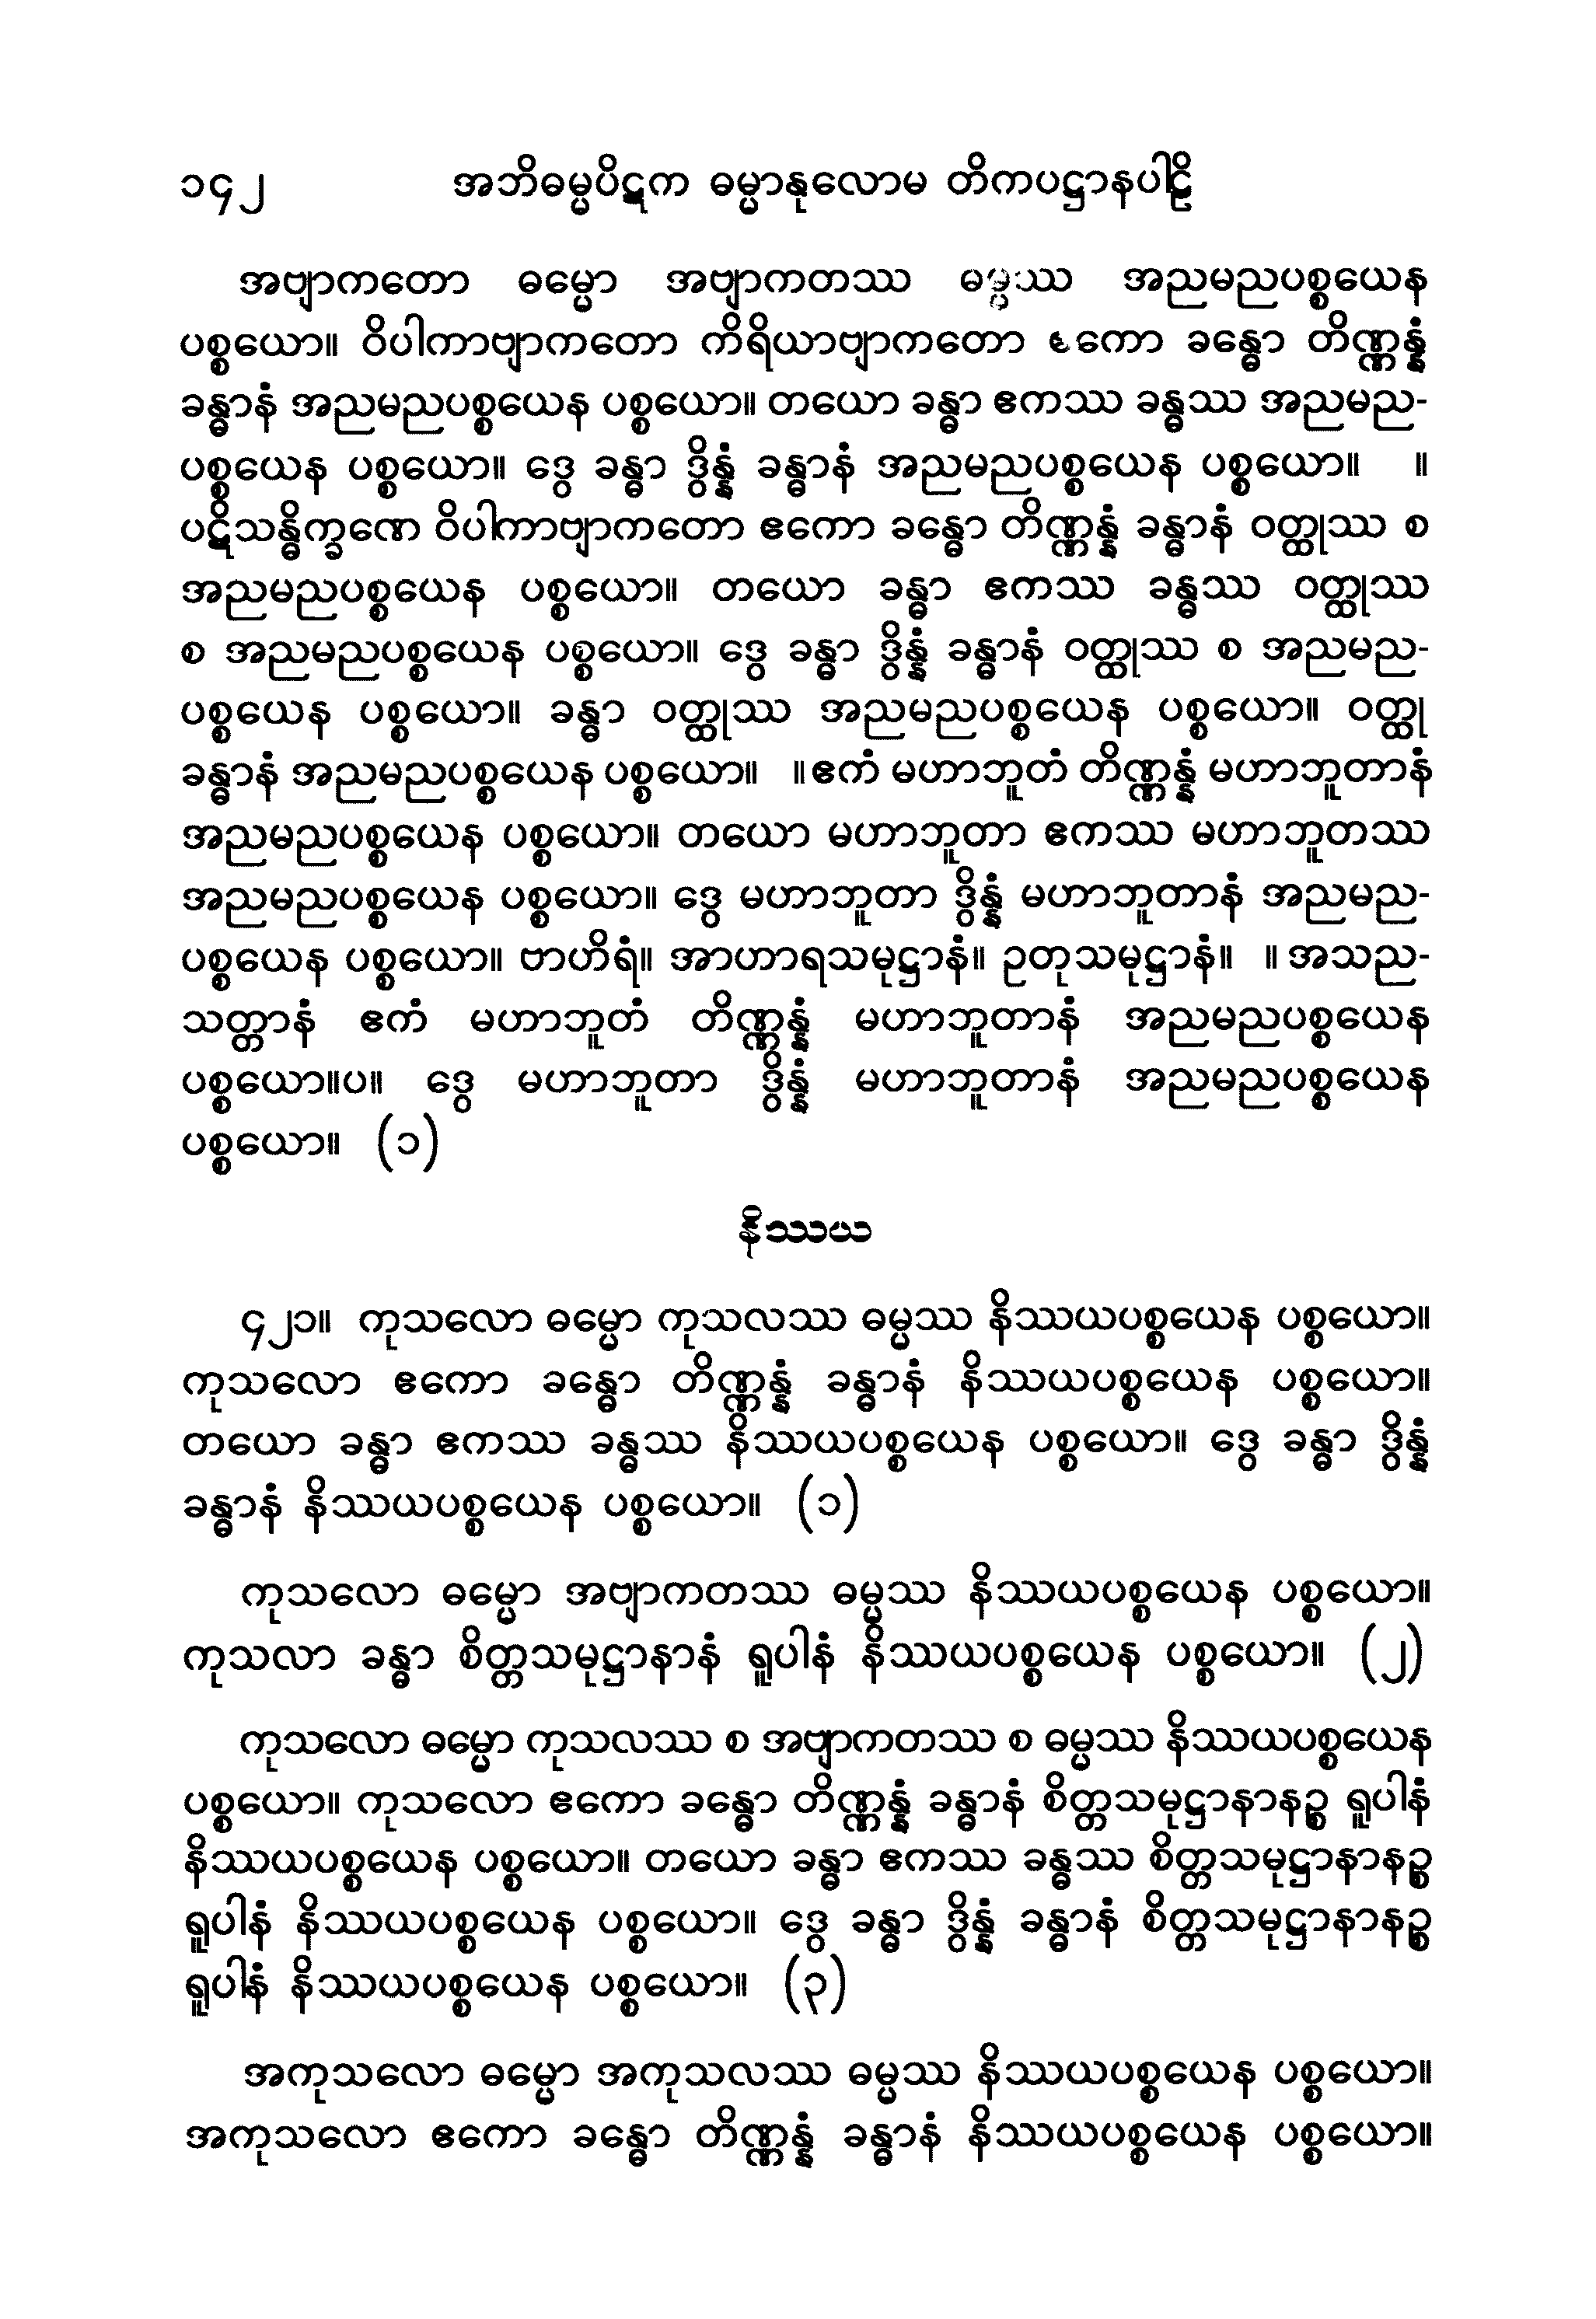 ၁၄၂ အဘိဓမ္မပိဋက ဓမ္မာနုလောမ တိကပဋ္ဌာနပါဠိ
အဗျာကတော ဓမ္မော အဗျာကတဿ ဓမ္မဿ အညမညပစ္စယေန
ပစ္စယော။ ဝိပါကာဗျာကတော ကိရိယာဗျာကတော ဧကော ခန္ဓော တိဏ္ဏန္နံ
ခန္ဓာနံ အညမညပစ္စယေန ပစ္စယော။ တယော ခန္ဓာ ဧကဿ ခန္ဓဿ အညမည-
ပစ္စယေန ပစ္စယော။ ဒွေ ခန္ဓာ ဒွိန္နံ ခန္ဓာနံ အညမညပစ္စယေန ပစ္စယော။ ။
ပဋိသန္ဓိက္ခဏေ ဝိပါကာဗျာကတော ဧကော ခန္ဓော တိဏ္ဏန္နံ ခန္ဓာနံ ဝတ္ထုဿ စ
အညမညပစ္စယေန ပစ္စယော။ တယော ခန္ဓာ ဧကဿ ခန္ဓဿ ဝတ္ထုဿ
စ အညမညပစ္စယေန ပစ္စယော။ ဒွေ ခန္ဓာ ဒွိန္နံ ခန္ဓာနံ ဝတ္ထုဿ စ အညမည-
ပစ္စယေန ပစ္စယော။ ခန္ဓာ ဝတ္ထုဿ အညမညပစ္စယေန ပစ္စယော။ ဝတ္ထု
ခန္ဓာနံ အညမညပစ္စယေန ပစ္စယော။ ။ ဧကံ မဟာဘူတံ တိဏ္ဏန္နံ မဟာဘူတာနံ
အညမညပစ္စယေန ပစ္စယော။ တယော မဟာဘူတာ ဧကဿ မဟာဘူတဿ
အညမညပစ္စယေန ပစ္စယော။ ဒွေ မဟာဘူတာ ဒွိန္နံ မဟာဘူတာနံ အညမည-
ပစ္စယေန ပစ္စယော။ ဗာဟိရံ။ အာဟာရသမုဋ္ဌာနံ။ ဥတုသမုဋ္ဌာနံ။ ။ အသည-
သတ္တာနံ ဧကံ မဟာဘူတံ တိဏ္ဏန္နံ မဟာဘူတာနံ အညမညပစ္စယေန
ပစ္စယော။ပ။ ဒွေ မဟာဘူတာ ဒွိန္နံ မဟာဘူတာနံ အညမညပစ္စယေန
ပစ္စယော။ (၁)
နိဿယ
၄၂၁။ ကုသလော ဓမ္မော ကုသလဿ ဓမ္မဿ နိဿယပစ္စယေန ပစ္စယော။
ကုသလော ဧကော ခန္ဓော တိဏ္ဏန္နံ ခန္ဓာနံ နိဿယပစ္စယေန ပစ္စယော။
တယော ခန္ဓာ ဧကဿ ခန္ဓဿ နိဿယပစ္စယေန ပစ္စယော။ ဒွေ ခန္ဓာ ဒွိန္နံ
ခန္ဓာနံ နိဿယပစ္စယေန ပစ္စယော။ (၁)
ကုသလော ဓမ္မော အဗျာကတဿ ဓမ္မဿ နိဿယပစ္စယေန ပစ္စယော။
ကုသလာ ခန္ဓာ စိတ္တသမုဋ္ဌာနာနံ ရူပါနံ နိဿယပစ္စယေန ပစ္စယော။ (၂)
ကုသလော ဓမ္မော ကုသလဿ စ အဗျာကတဿ စ ဓမ္မဿ နိဿယပစ္စယေန
ပစ္စယော။ ကုသလော ဧကော ခန္ဓော တိဏ္ဏန္နံ ခန္ဓာနံ စိတ္တသမုဋ္ဌာနာနဉ္စ ရူပါနံ
နိဿယပစ္စယေန ပစ္စယော။ တယော ခန္ဓာ ဧကဿ ခန္ဓဿ စိတ္တသမုဋ္ဌာနာနဉ္စ
ရူပါနံ နိဿယပစ္စယေန ပစ္စယော။ ဒွေ ခန္ဓာ ဒွိန္နံ ခန္ဓာနံ စိတ္တသမုဋ္ဌာနာနဉ္စ
ရူပါနံ နိဿယပစ္စယေန ပစ္စယော။ (၃)
အကုသလော ဓမ္မော အကုသလဿ ဓမ္မဿ နိဿယပစ္စယေန ပစ္စယော။
အကုသလော ဧကော ခန္ဓော တိဏ္ဏန္နံ ခန္ဓာနံ နိဿယပစ္စယေန ပစ္စယော။